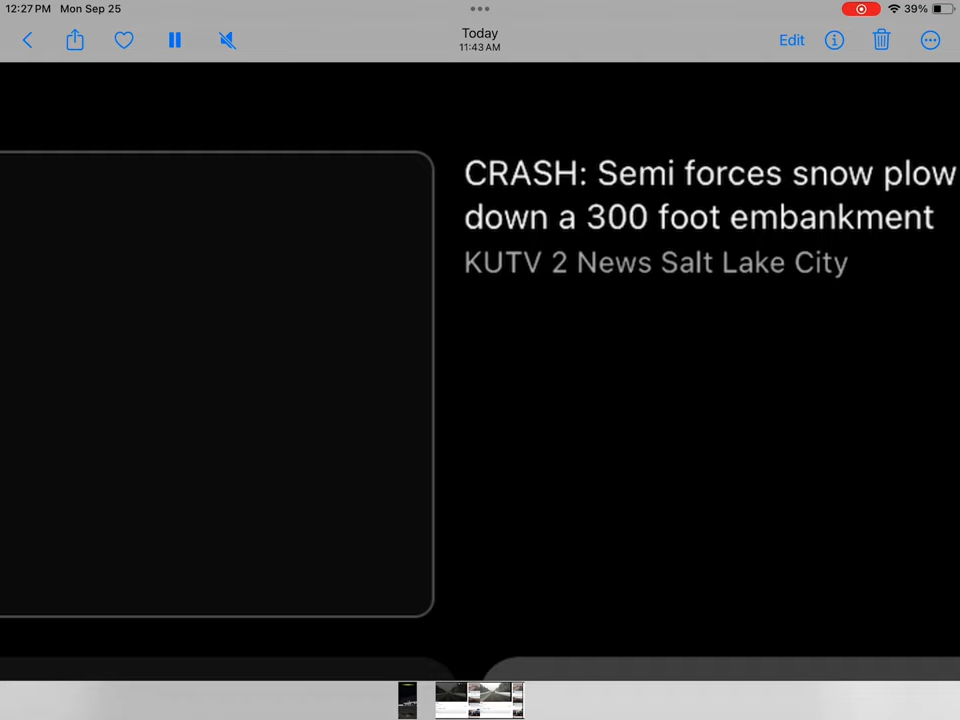 12:27 PM Mon Sep 25
39%
Today
11:43 AM
Edit
CRASH: Semi forces snow plow
down a 300 foot embankment
KUTV 2 News Salt Lake City